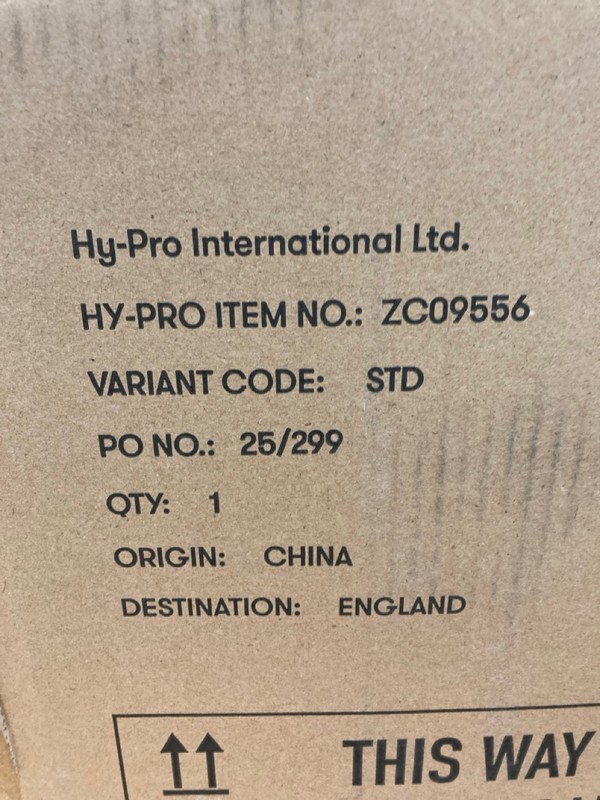 Hy-Pro International Ltd.
HY-PRO ITEM NO.: ZC09556
VARIANT CODE: STD
PO NO.: 25/299
QTY: 1
ORIGIN: CHINA
DESTINATION: ENGLAND
THIS WAY